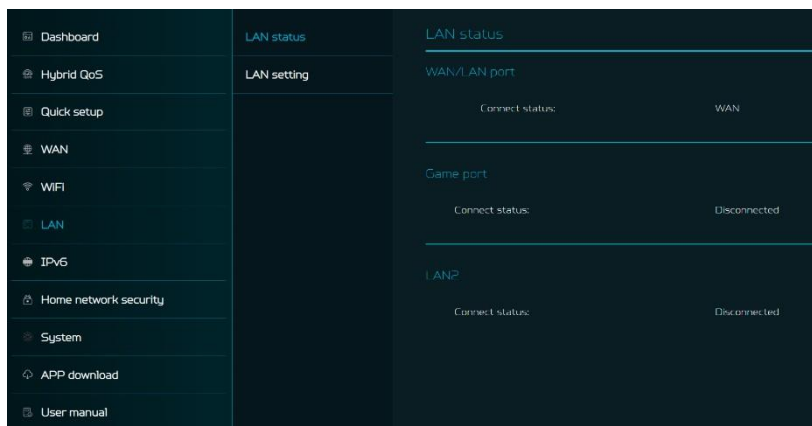 Dashboard
Hybrid QoS
Quick setup
WAN
WiFi
LAN
IPv6
Home network security
System
APP download
User manual
LAN status
LAN setting
LAN status
WAN/LAN port
Connect status: WAN
Game port
Connect status: Disconnected
LAN2
Connect status: Disconnected